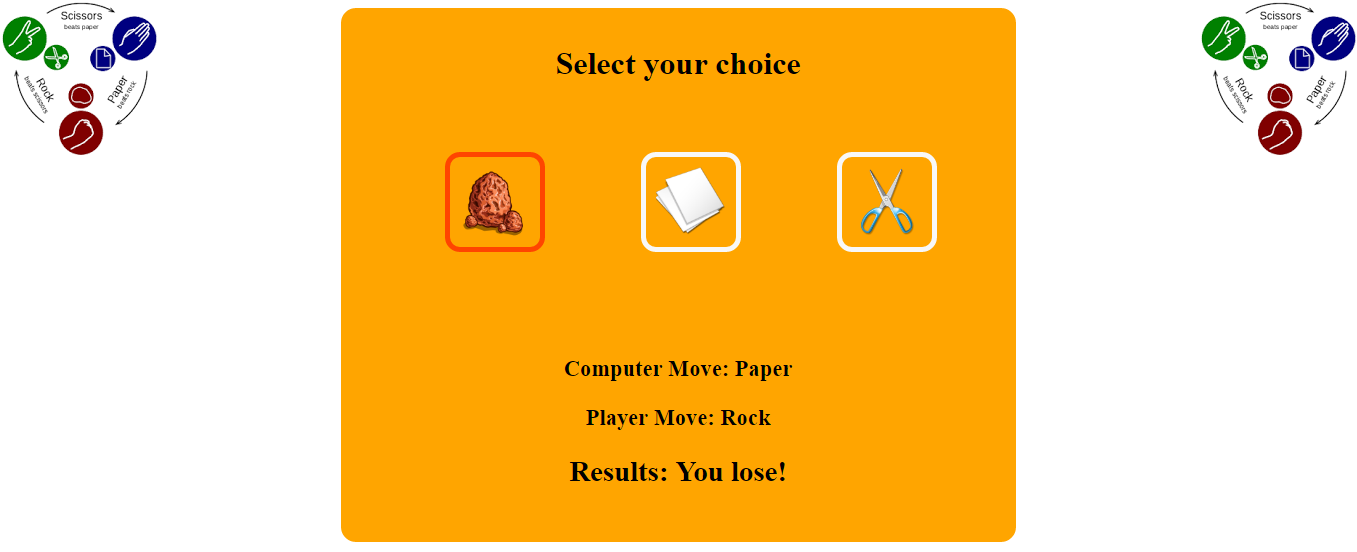 Scissors
beats paper
Rock
beats scissors
Paper
beats rock
Select your choice
Computer Move: Paper
Player Move: Rock
Results: You lose!
Scissors
beats paper
Rock
beats scissors
Paper
beats rock